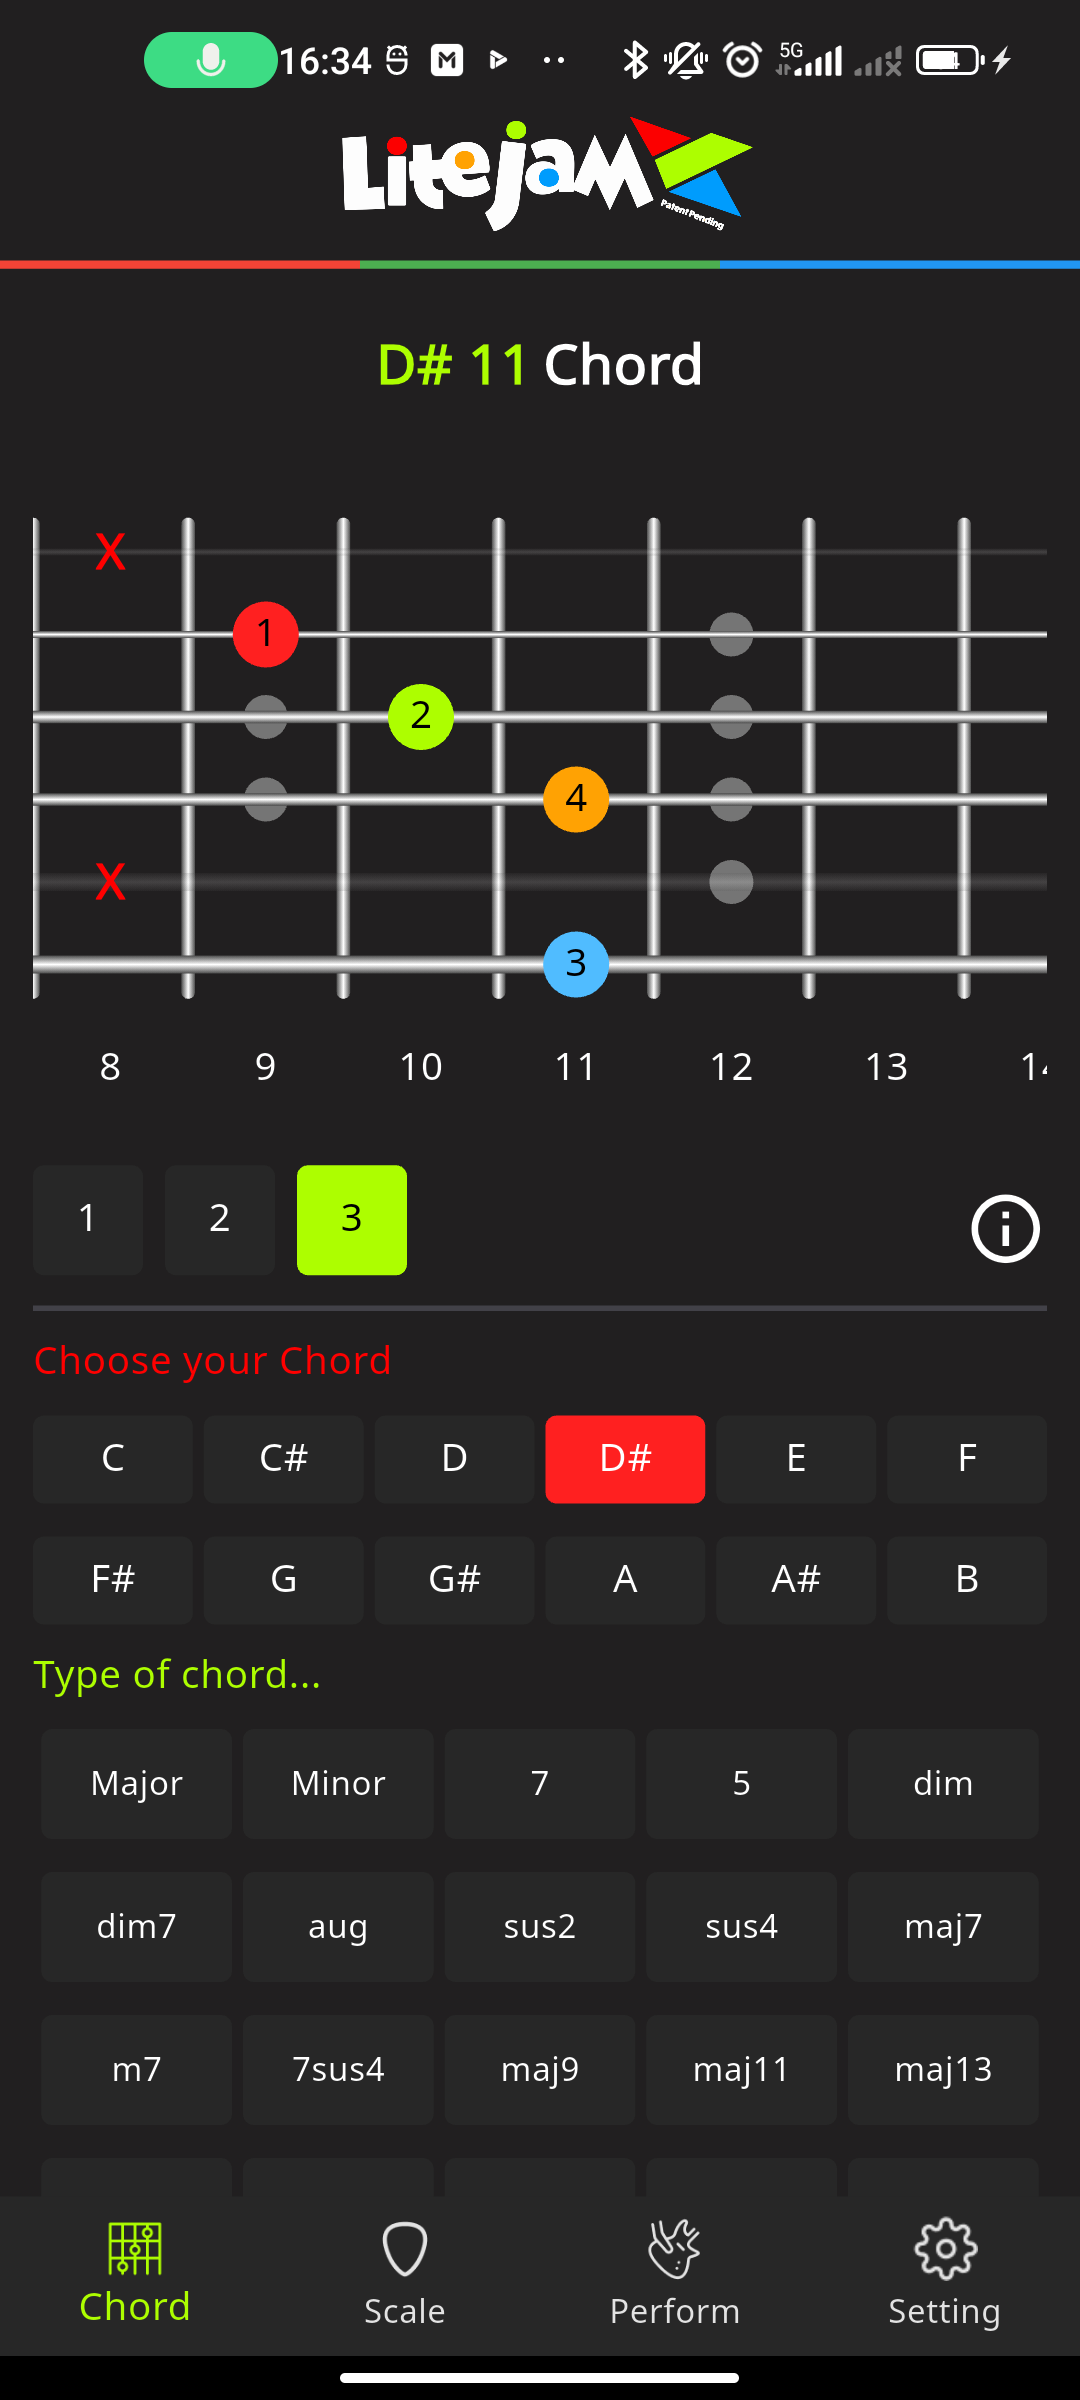 16:34 5G
LiteJam
Patent Pending
D# 11 Chord
X
1
2
4
X
3
8 9 10 11 12 13
1 2 3
Choose your Chord
C C# D D# E F
F# G G# A A# B
Type of chord...
Major Minor 7 5 dim
dim7 aug sus2 sus4 maj7
m7 7sus4 maj9 maj11 maj13
Chord Scale Perform Setting